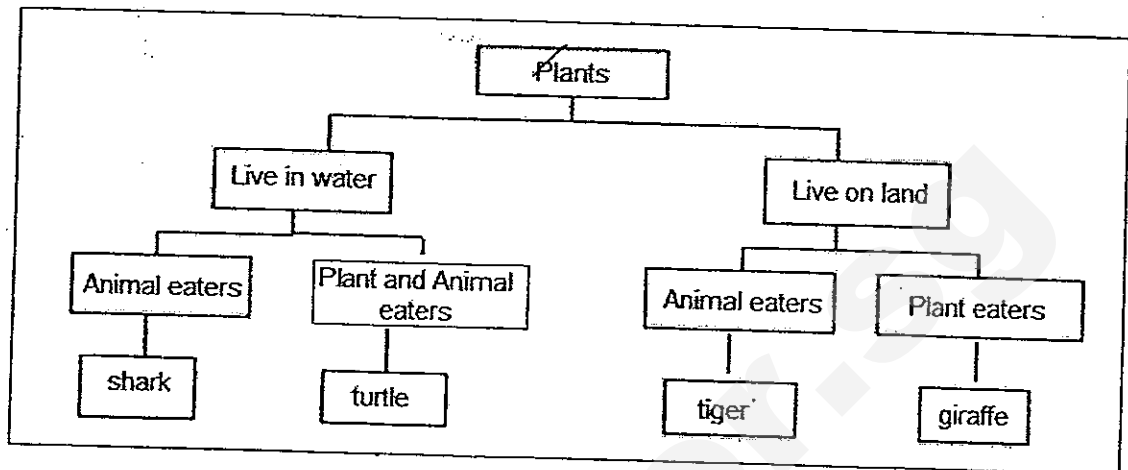 Plants
Live in water
Live on land
Animal eaters
Plant and Animal
eaters
Animal eaters
Plant eaters
shark
turtle
tiger
giraffe